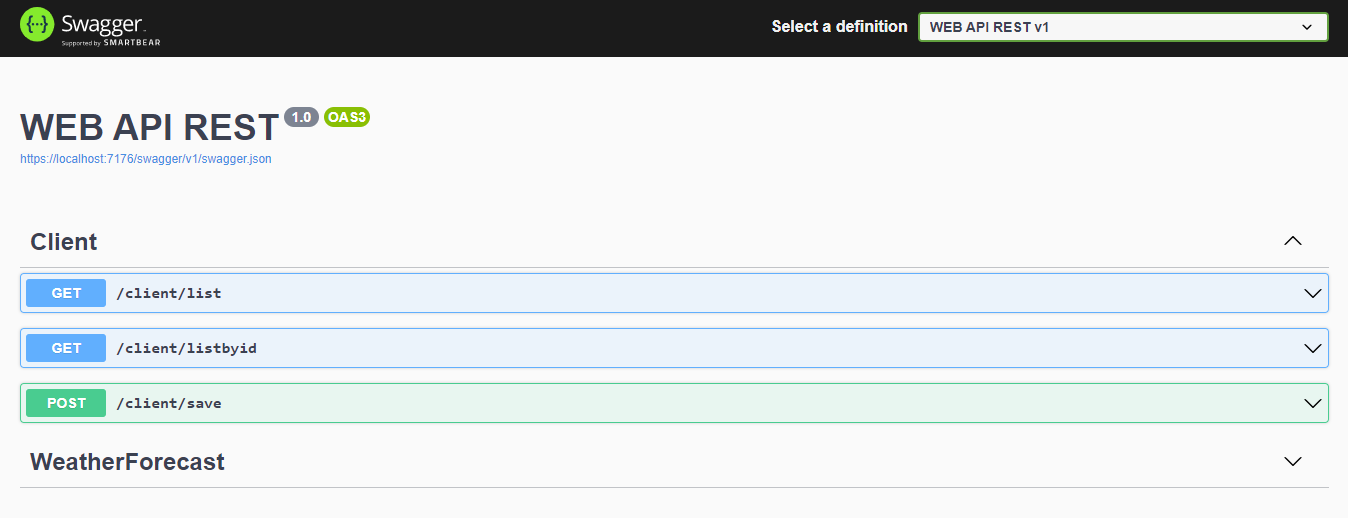 Swagger
Supported by SMARTBEAR
Select a definition
WEB API REST v1
WEB API REST 1.0 OAS3
https://localhost:7176/swagger/v1/swagger.json
Client
GET /client/list
GET /client/listbyid
POST /client/save
WeatherForecast